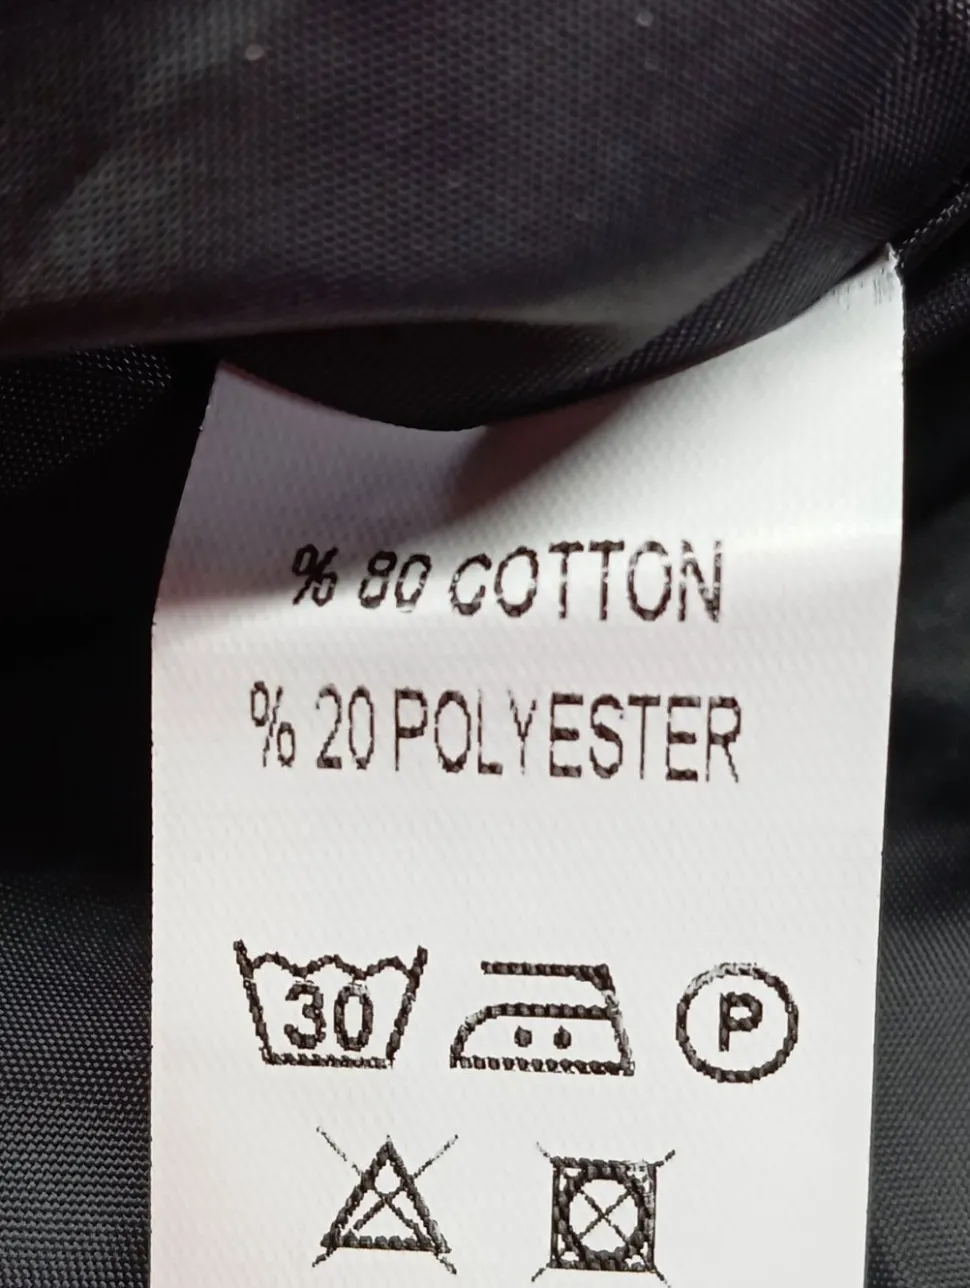 % 80 COTTON
% 20 POLYESTER
30
P